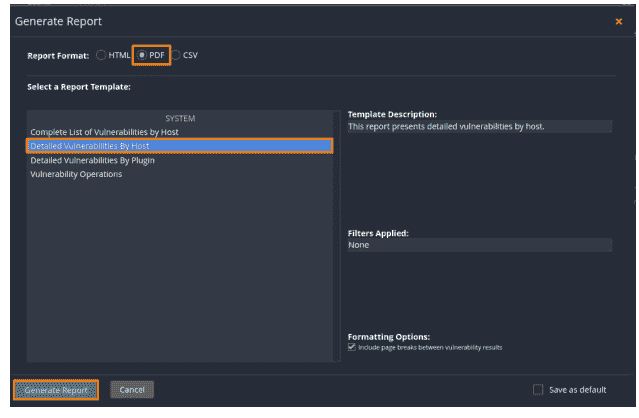 Generate Report
Report Format: HTML PDF CSV
Select a Report Template:
SYSTEM
Complete List of Vulnerabilities by Host
Detailed Vulnerabilities By Host
Detailed Vulnerabilities By Plugin
Vulnerability Operations
Template Description:
This report presents detailed vulnerabilities by host.
Filters Applied:
None
Formatting Options:
Include page breaks between vulnerability results
Generate Report Cancel Save as default